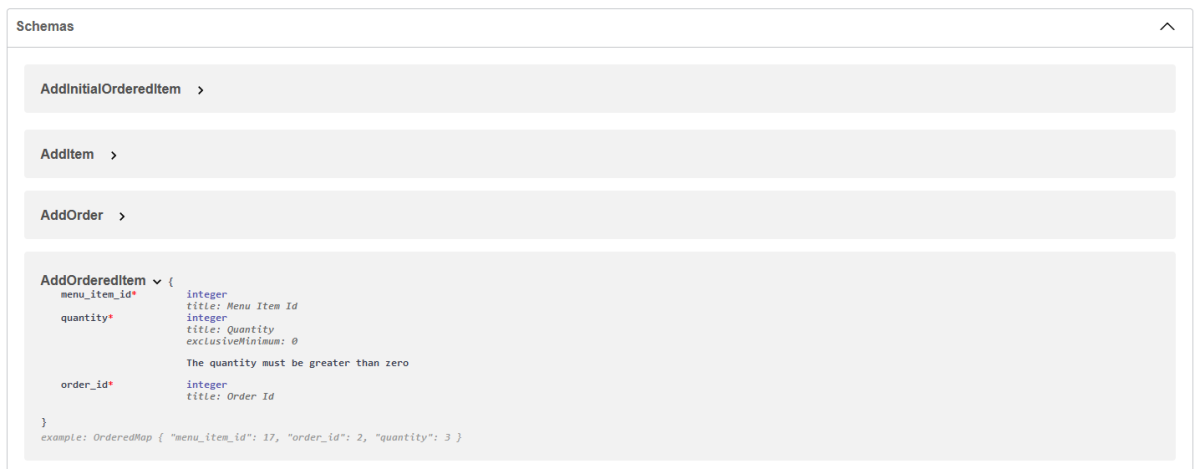 Schemas
AddInitialOrderedItem
AddItem
AddOrder
AddOrderedItem {
menu_item_id* integer
title: Menu Item Id
quantity* integer
title: Quantity
exclusiveMinimum: 0
The quantity must be greater than zero
order_id* integer
title: Order Id
}
example: OrderedMap { "menu_item_id": 17, "order_id": 2, "quantity": 3 }